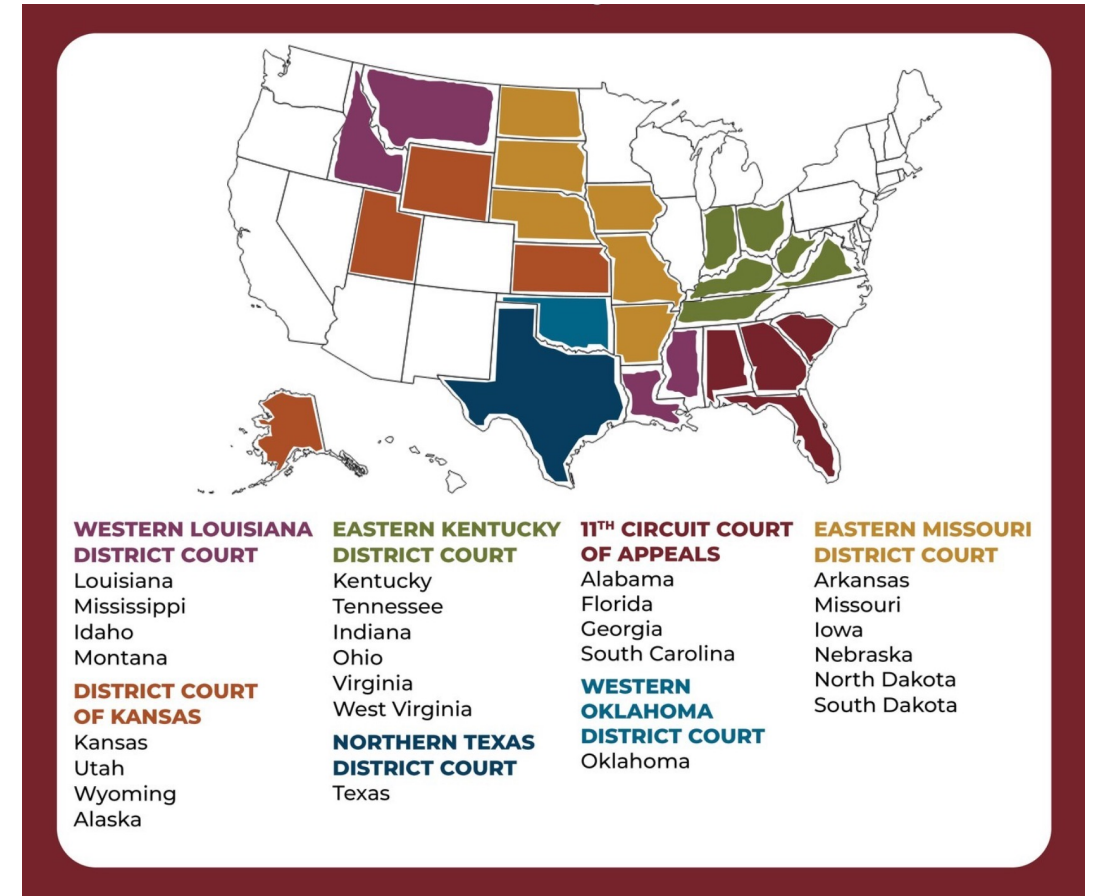 WESTERN LOUISIANA
DISTRICT COURT
Louisiana
Mississippi
Idaho
Montana
DISTRICT COURT
OF KANSAS
Kansas
Utah
Wyoming
Alaska
EASTERN KENTUCKY
DISTRICT COURT
Kentucky
Tennessee
Indiana
Ohio
Virginia
West Virginia
NORTHERN TEXAS
DISTRICT COURT
Texas
11TH CIRCUIT COURT
OF APPEALS
Alabama
Florida
Georgia
South Carolina
WESTERN
OKLAHOMA
DISTRICT COURT
Oklahoma
EASTERN MISSOURI
DISTRICT COURT
Arkansas
Missouri
Iowa
Nebraska
North Dakota
South Dakota